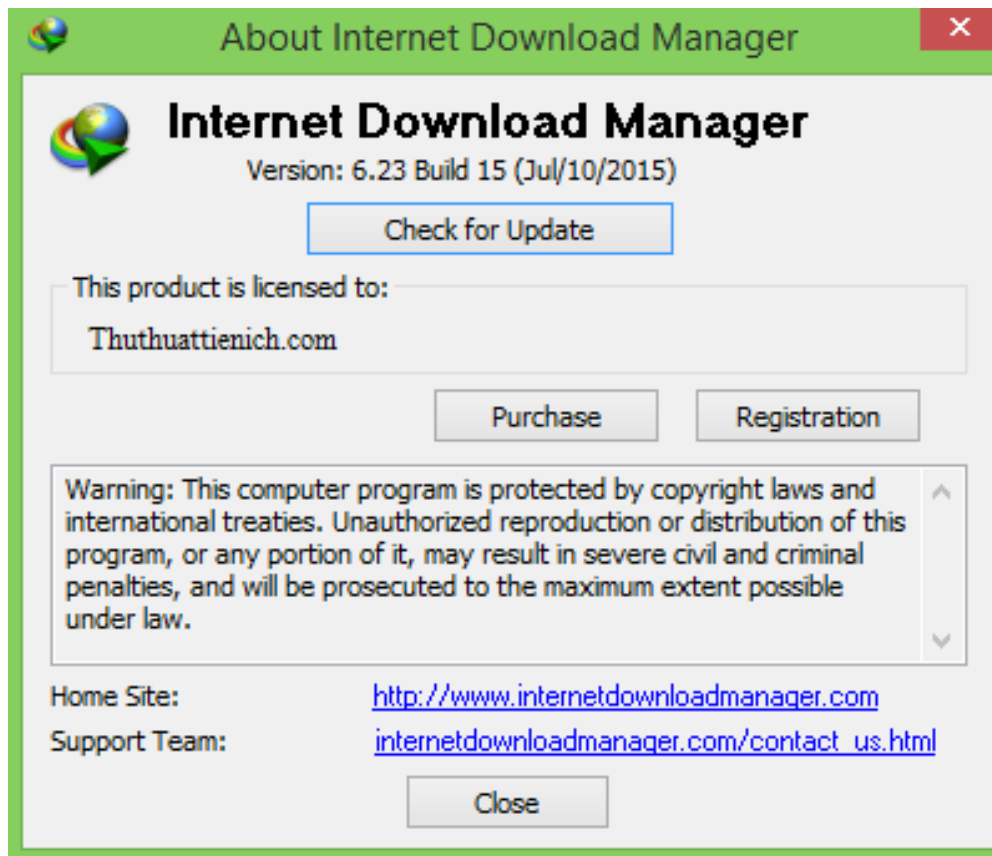 About Internet Download Manager
Internet Download Manager
Version: 6.23 Build 15 (Jul/10/2015)
Check for Update
This product is licensed to:
Thuthuattienich.com
Purchase
Registration
Warning: This computer program is protected by copyright laws and
international treaties. Unauthorized reproduction or distribution of this
program, or any portion of it, may result in severe civil and criminal
penalties, and will be prosecuted to the maximum extent possible
under law.
Home Site: http://www.internetdownloadmanager.com
Support Team: internetdownloadmanager.com/contact_us.html
Close